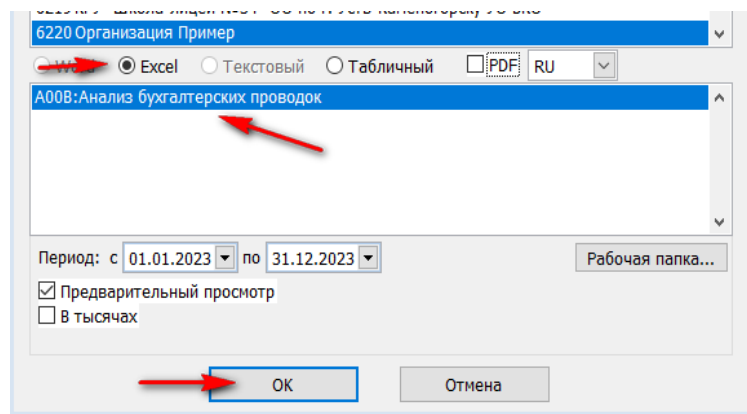 6220 Организация Пример
Word Excel Текстовый Табличный PDF RU
A00B:Анализ бухгалтерских проводок
Период: с 01.01.2023 по 31.12.2023 Рабочая папка...
Предварительный просмотр
В тысячах
OK Отмена